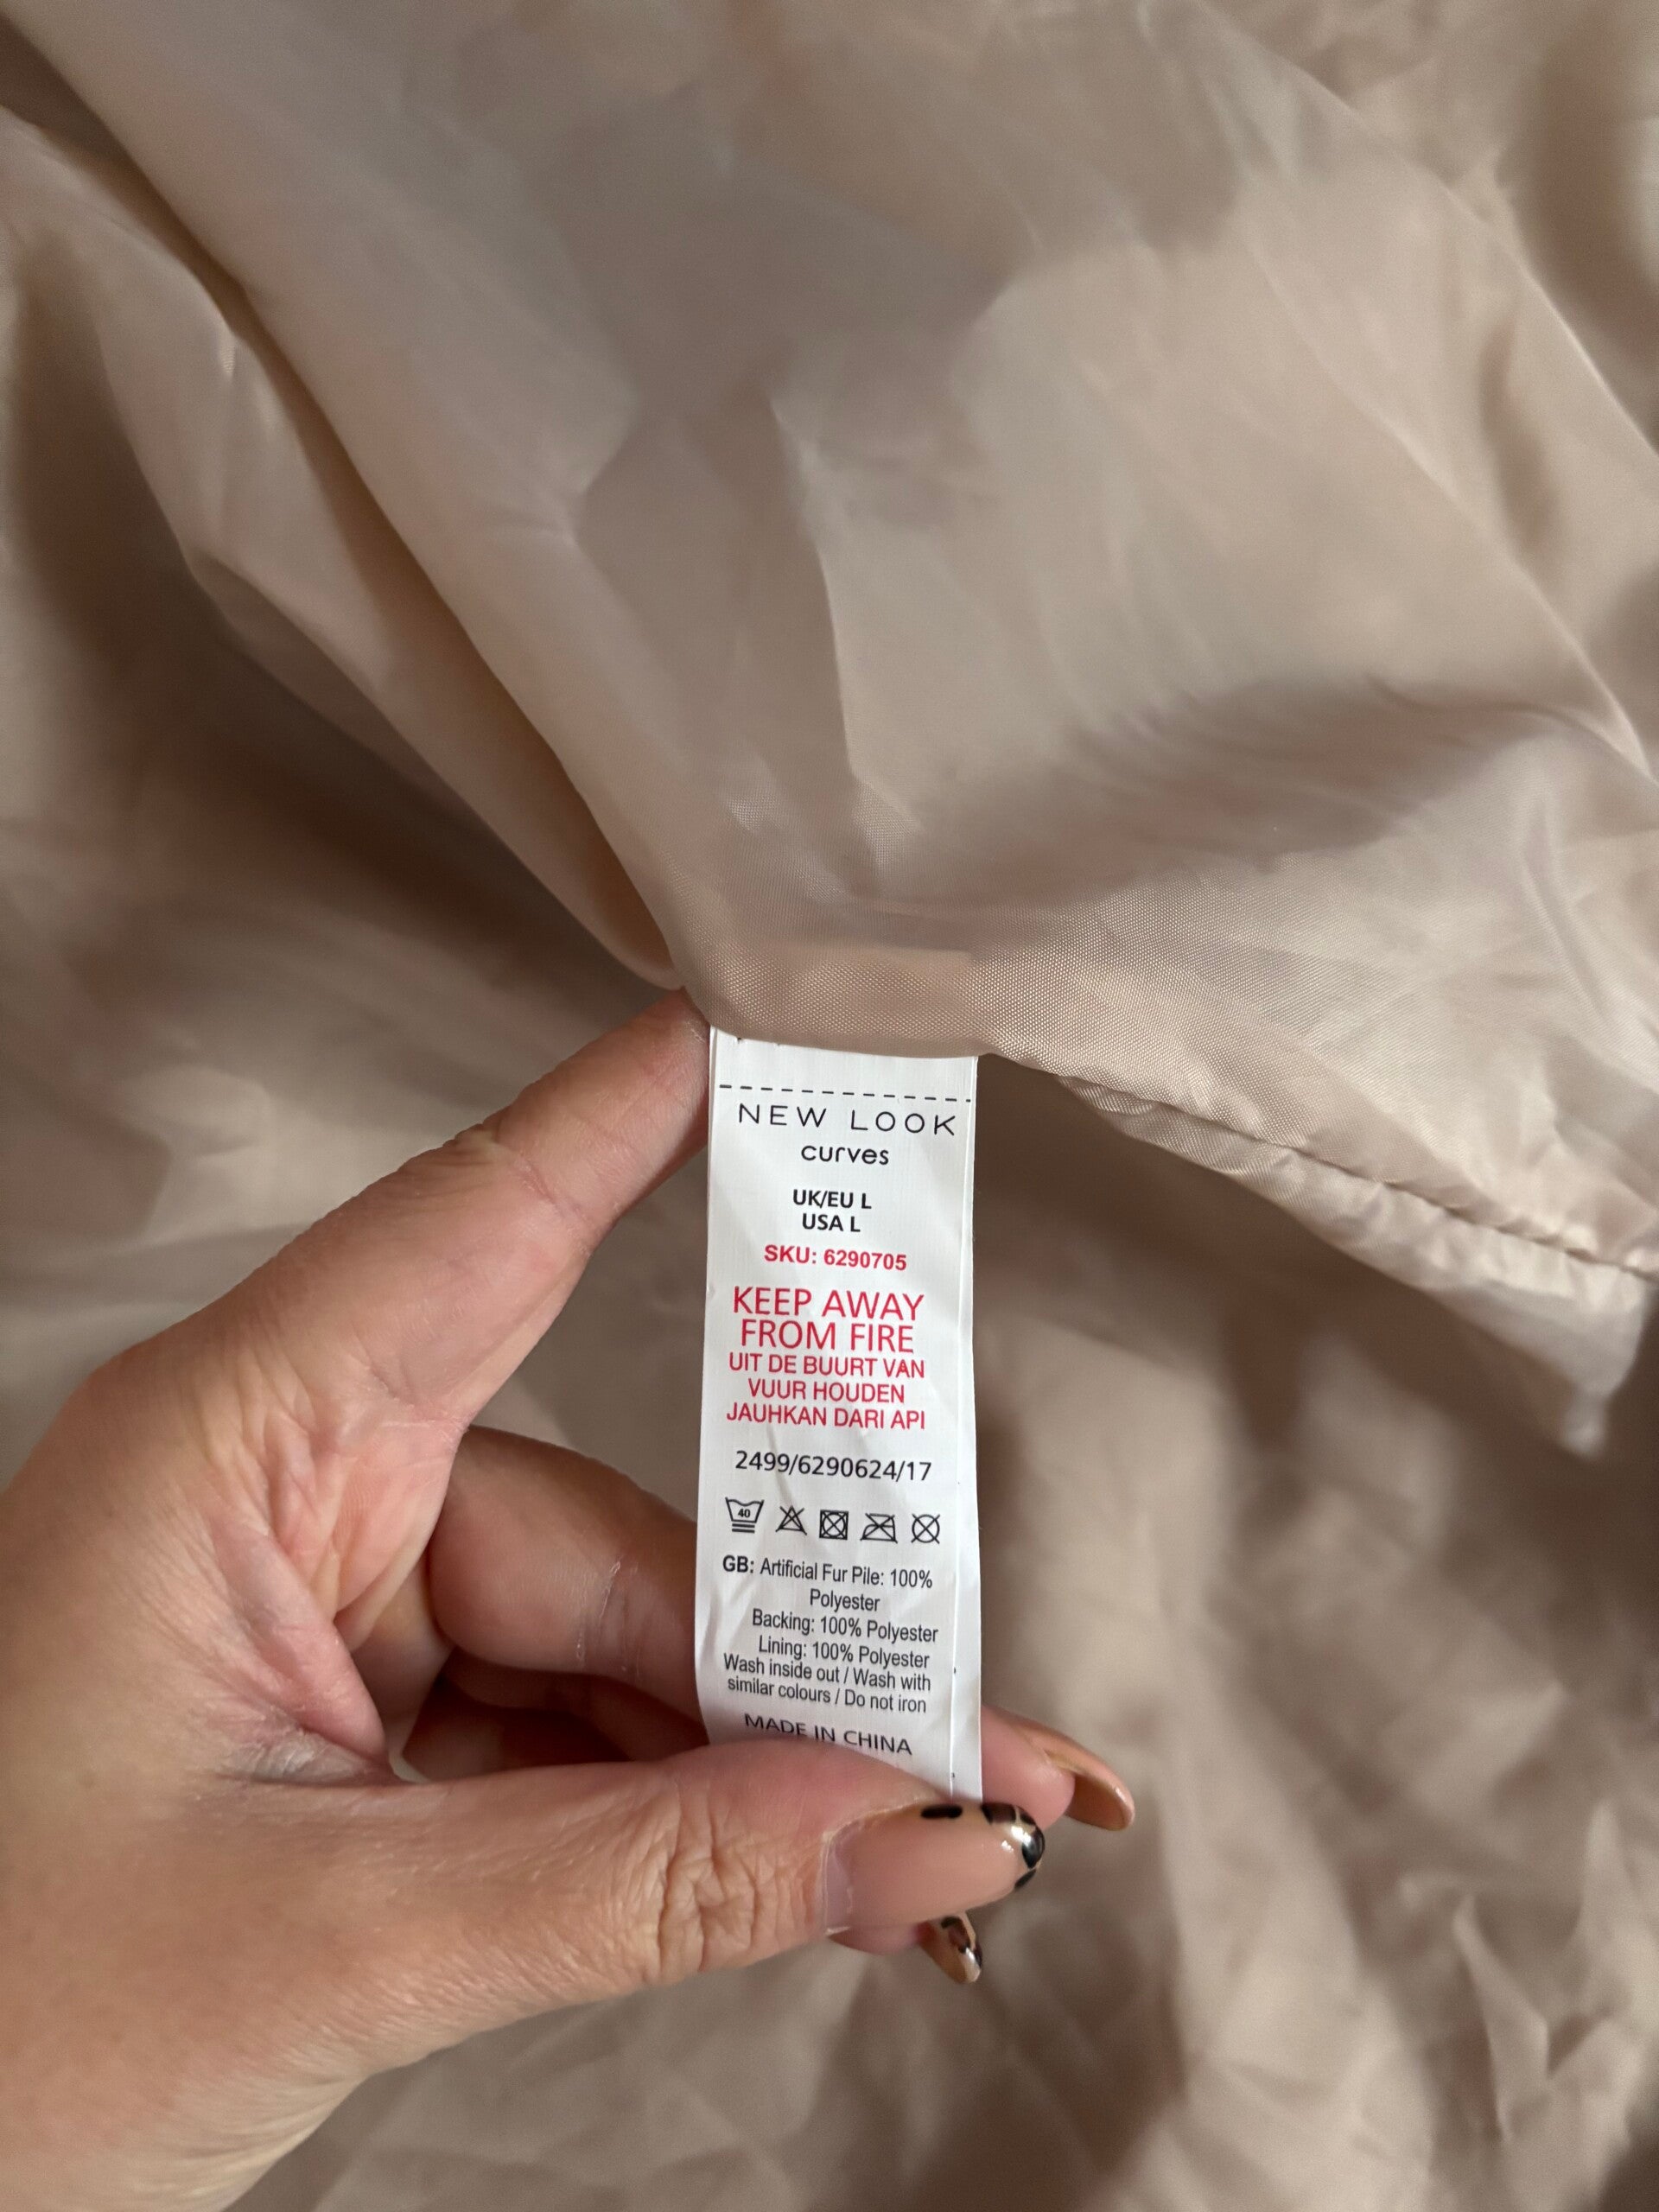 NEW LOOK
curves
UK/EU L
USA L
SKU: 6290705
KEEP AWAY
FROM FIRE
UIT DE BUURT VAN
VUUR HOUDEN
JAUHKAN DARI API
2499/6290624/17
40
GB: Artificial Fur Pile: 100%
Polyester
Backing: 100% Polyester
Lining: 100% Polyester
Wash inside out / Wash with
similar colours / Do not iron
MADE IN CHINA